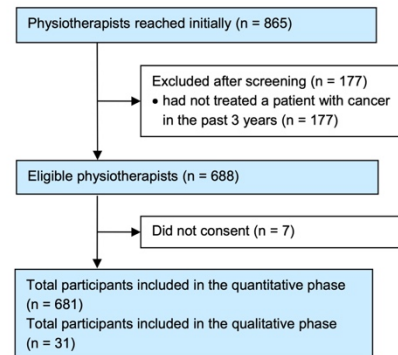 Physiotherapists reached initially (n = 865)
Excluded after screening (n = 177)
• had not treated a patient with cancer
in the past 3 years (n = 177)
Eligible physiotherapists (n = 688)
Did not consent (n = 7)
Total participants included in the quantitative phase
(n = 681)
Total participants included in the qualitative phase
(n = 31)